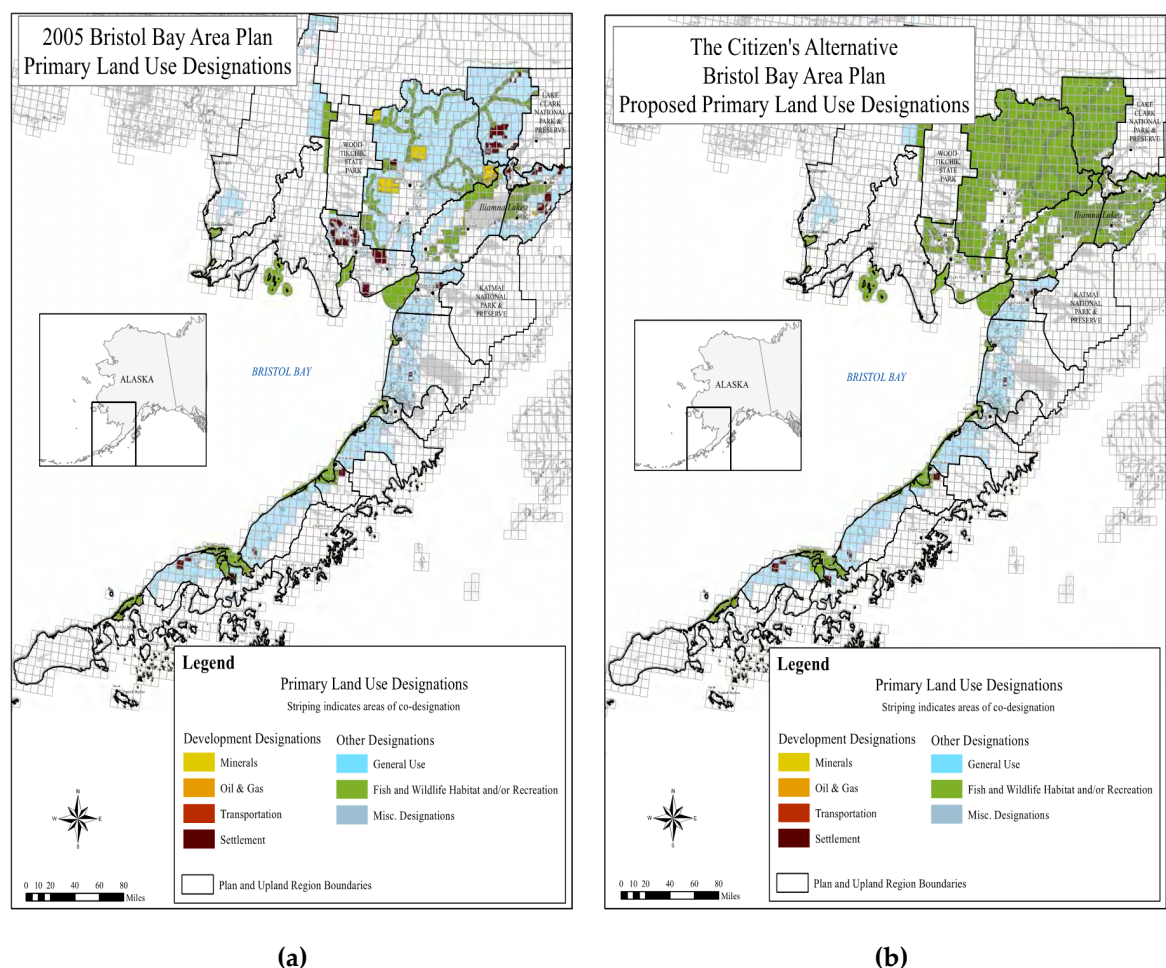 2005 Bristol Bay Area Plan
Primary Land Use Designations
LAKE
CLARK
NATIONAL
PARK &
PRESERVE
WOOD
TIKCHIK
STATE
PARK
Iliamna Lake
KATMAI
NATIONAL
PARK &
PRESERVE
ALASKA
BRISTOL BAY
Legend
Primary Land Use Designations
Striping indicates areas of co-designation
Development Designations
Other Designations
Minerals
General Use
Oil & Gas
Fish and Wildlife Habitat and/or Recreation
Transportation
Misc. Designations
Settlement
Plan and Upland Region Boundaries
N
W
E
S
0 10 20 40 60 80
Miles
(a)
The Citizen's Alternative
Bristol Bay Area Plan
Proposed Primary Land Use Designations
LAKE
CLARK
NATIONAL
PARK &
PRESERVE
WOOD
TIKCHIK
STATE
PARK
Iliamna Lake
KATMAI
NATIONAL
PARK &
PRESERVE
ALASKA
BRISTOL BAY
Legend
Primary Land Use Designations
Striping indicates areas of co-designation
Development Designations
Other Designations
Minerals
General Use
Oil & Gas
Fish and Wildlife Habitat and/or Recreation
Transportation
Misc. Designations
Settlement
Plan and Upland Region Boundaries
N
W
E
S
0 10 20 40 60 80
Miles
(b)